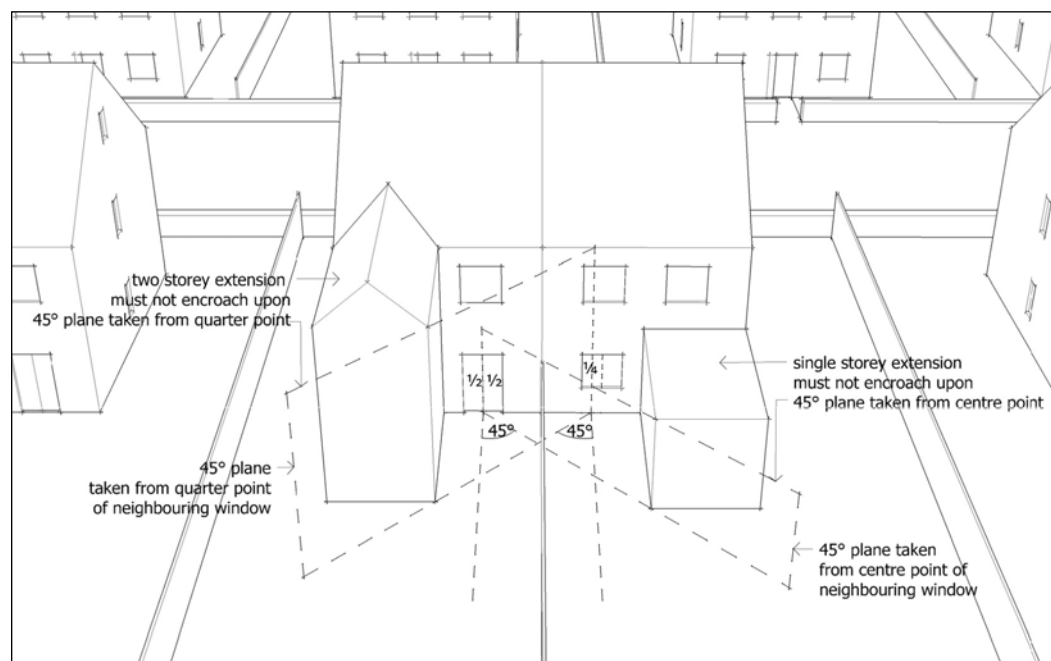 two storey extension
must not encroach upon
45° plane taken from quarter point
single storey extension
must not encroach upon
45° plane taken from centre point
½ ½
¼
45° 45°
45° plane
taken from quarter point
of neighbouring window
45° plane taken
from centre point of
neighbouring window